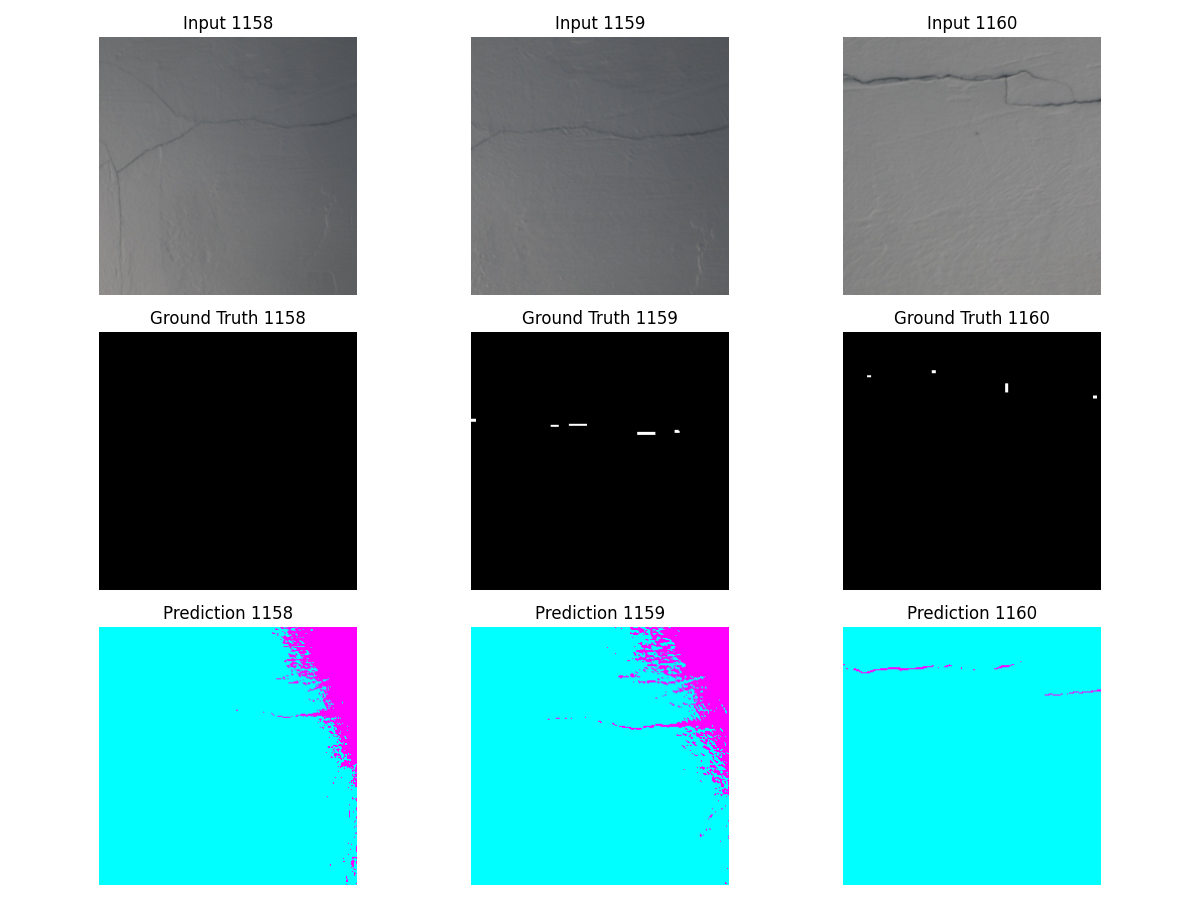 Input 1158
Input 1159
Input 1160
Ground Truth 1158
Ground Truth 1159
Ground Truth 1160
Prediction 1158
Prediction 1159
Prediction 1160